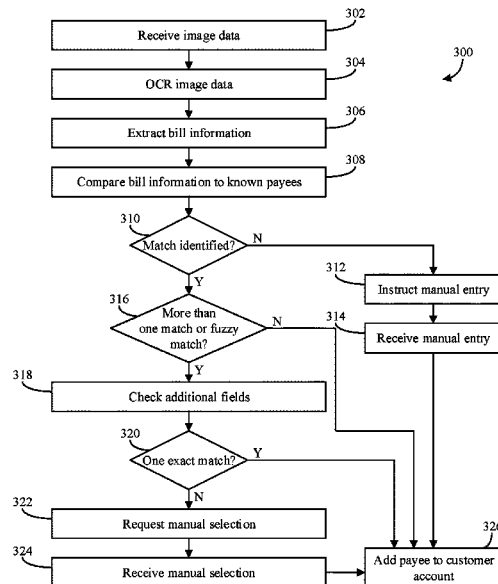 302
Receive image data
304
OCR image data
300
306
Extract bill information
308
Compare bill information to known payees
310
Match identified?
N
Y
312
Instruct manual entry
316
More than
one match or fuzzy
match?
N
Y
314
Receive manual entry
318
Check additional fields
320
One exact match?
Y
N
322
Request manual selection
324
Receive manual selection
326
Add payee to customer
account